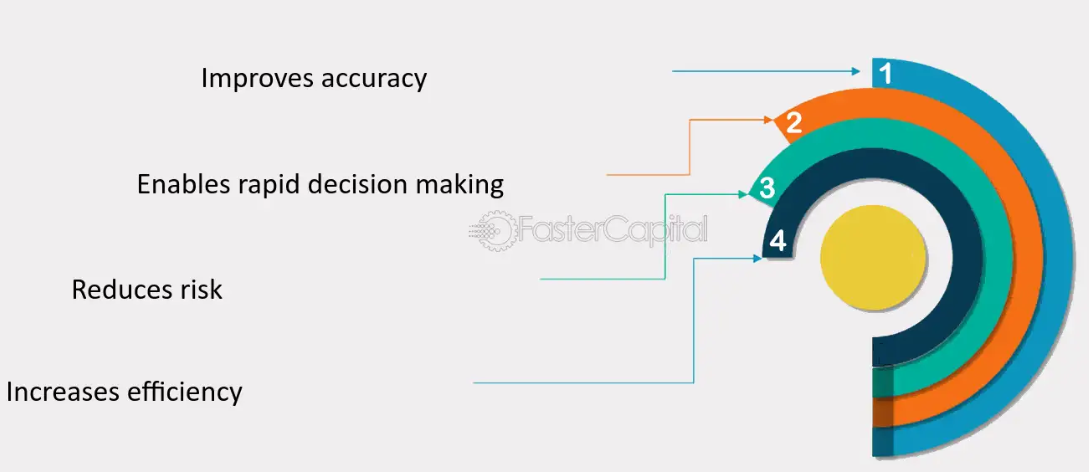 Improves accuracy
1
2
Enables rapid decision making
3
FasterCapital
4
Reduces risk
Increases efficiency